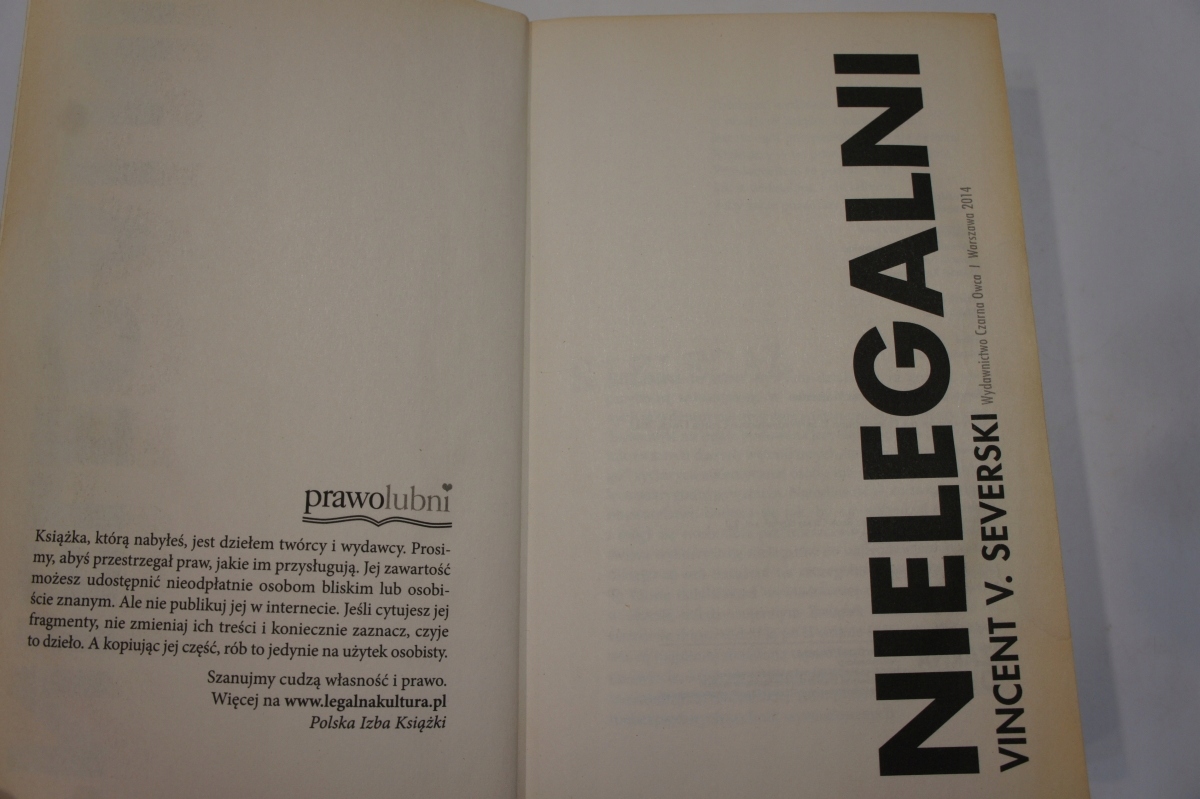 prawolubni
Książka, którą nabyłeś, jest dziełem twórcy i wydawcy. Prosi-
my, abyś przestrzegał praw, jakie im przysługują. Jej zawartość
możesz udostępnić nieodpłatnie osobom bliskim lub osobi-
ście znanym. Ale nie publikuj jej w internecie. Jeśli cytujesz jej
fragmenty, nie zmieniaj ich treści i koniecznie zaznacz, czyje
to dzieło. A kopiując jej część, rób to jedynie na użytek osobisty.
Szanujmy cudzą własność i prawo.
Więcej na www.legalnakultura.pl
Polska Izba Książki
NIELEGALNI
VINCENT V. SEVERSKI Wydawnictwo Czarna Owca | Warszawa 2014